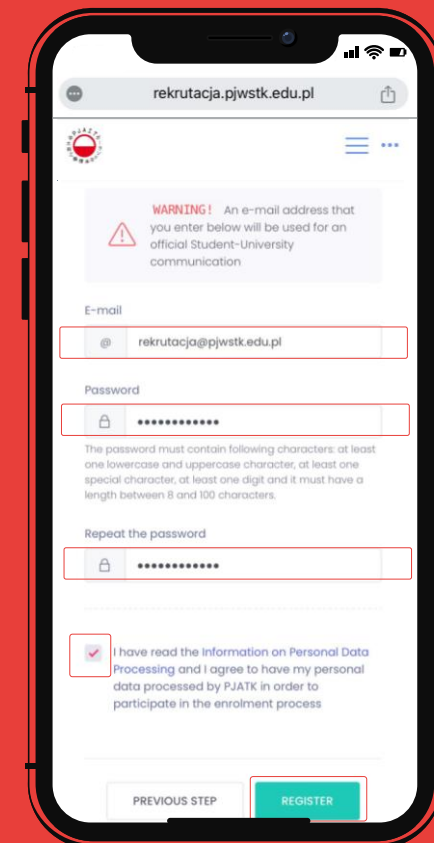 rekrutacja.pjwstk.edu.pl
WARNING! An e-mail address that
you enter below will be used for an
official Student-University
communication
E-mail
@ rekrutacja@pjwstk.edu.pl
Password
••••••••••••
The password must contain following characters: at least
one lowercase and uppercase character, at least one
special character, at least one digit and it must have a
length between 8 and 100 characters.
Repeat the password
••••••••••••
I have read the Information on Personal Data
Processing and I agree to have my personal
data processed by PJATK in order to
participate in the enrolment process
PREVIOUS STEP REGISTER